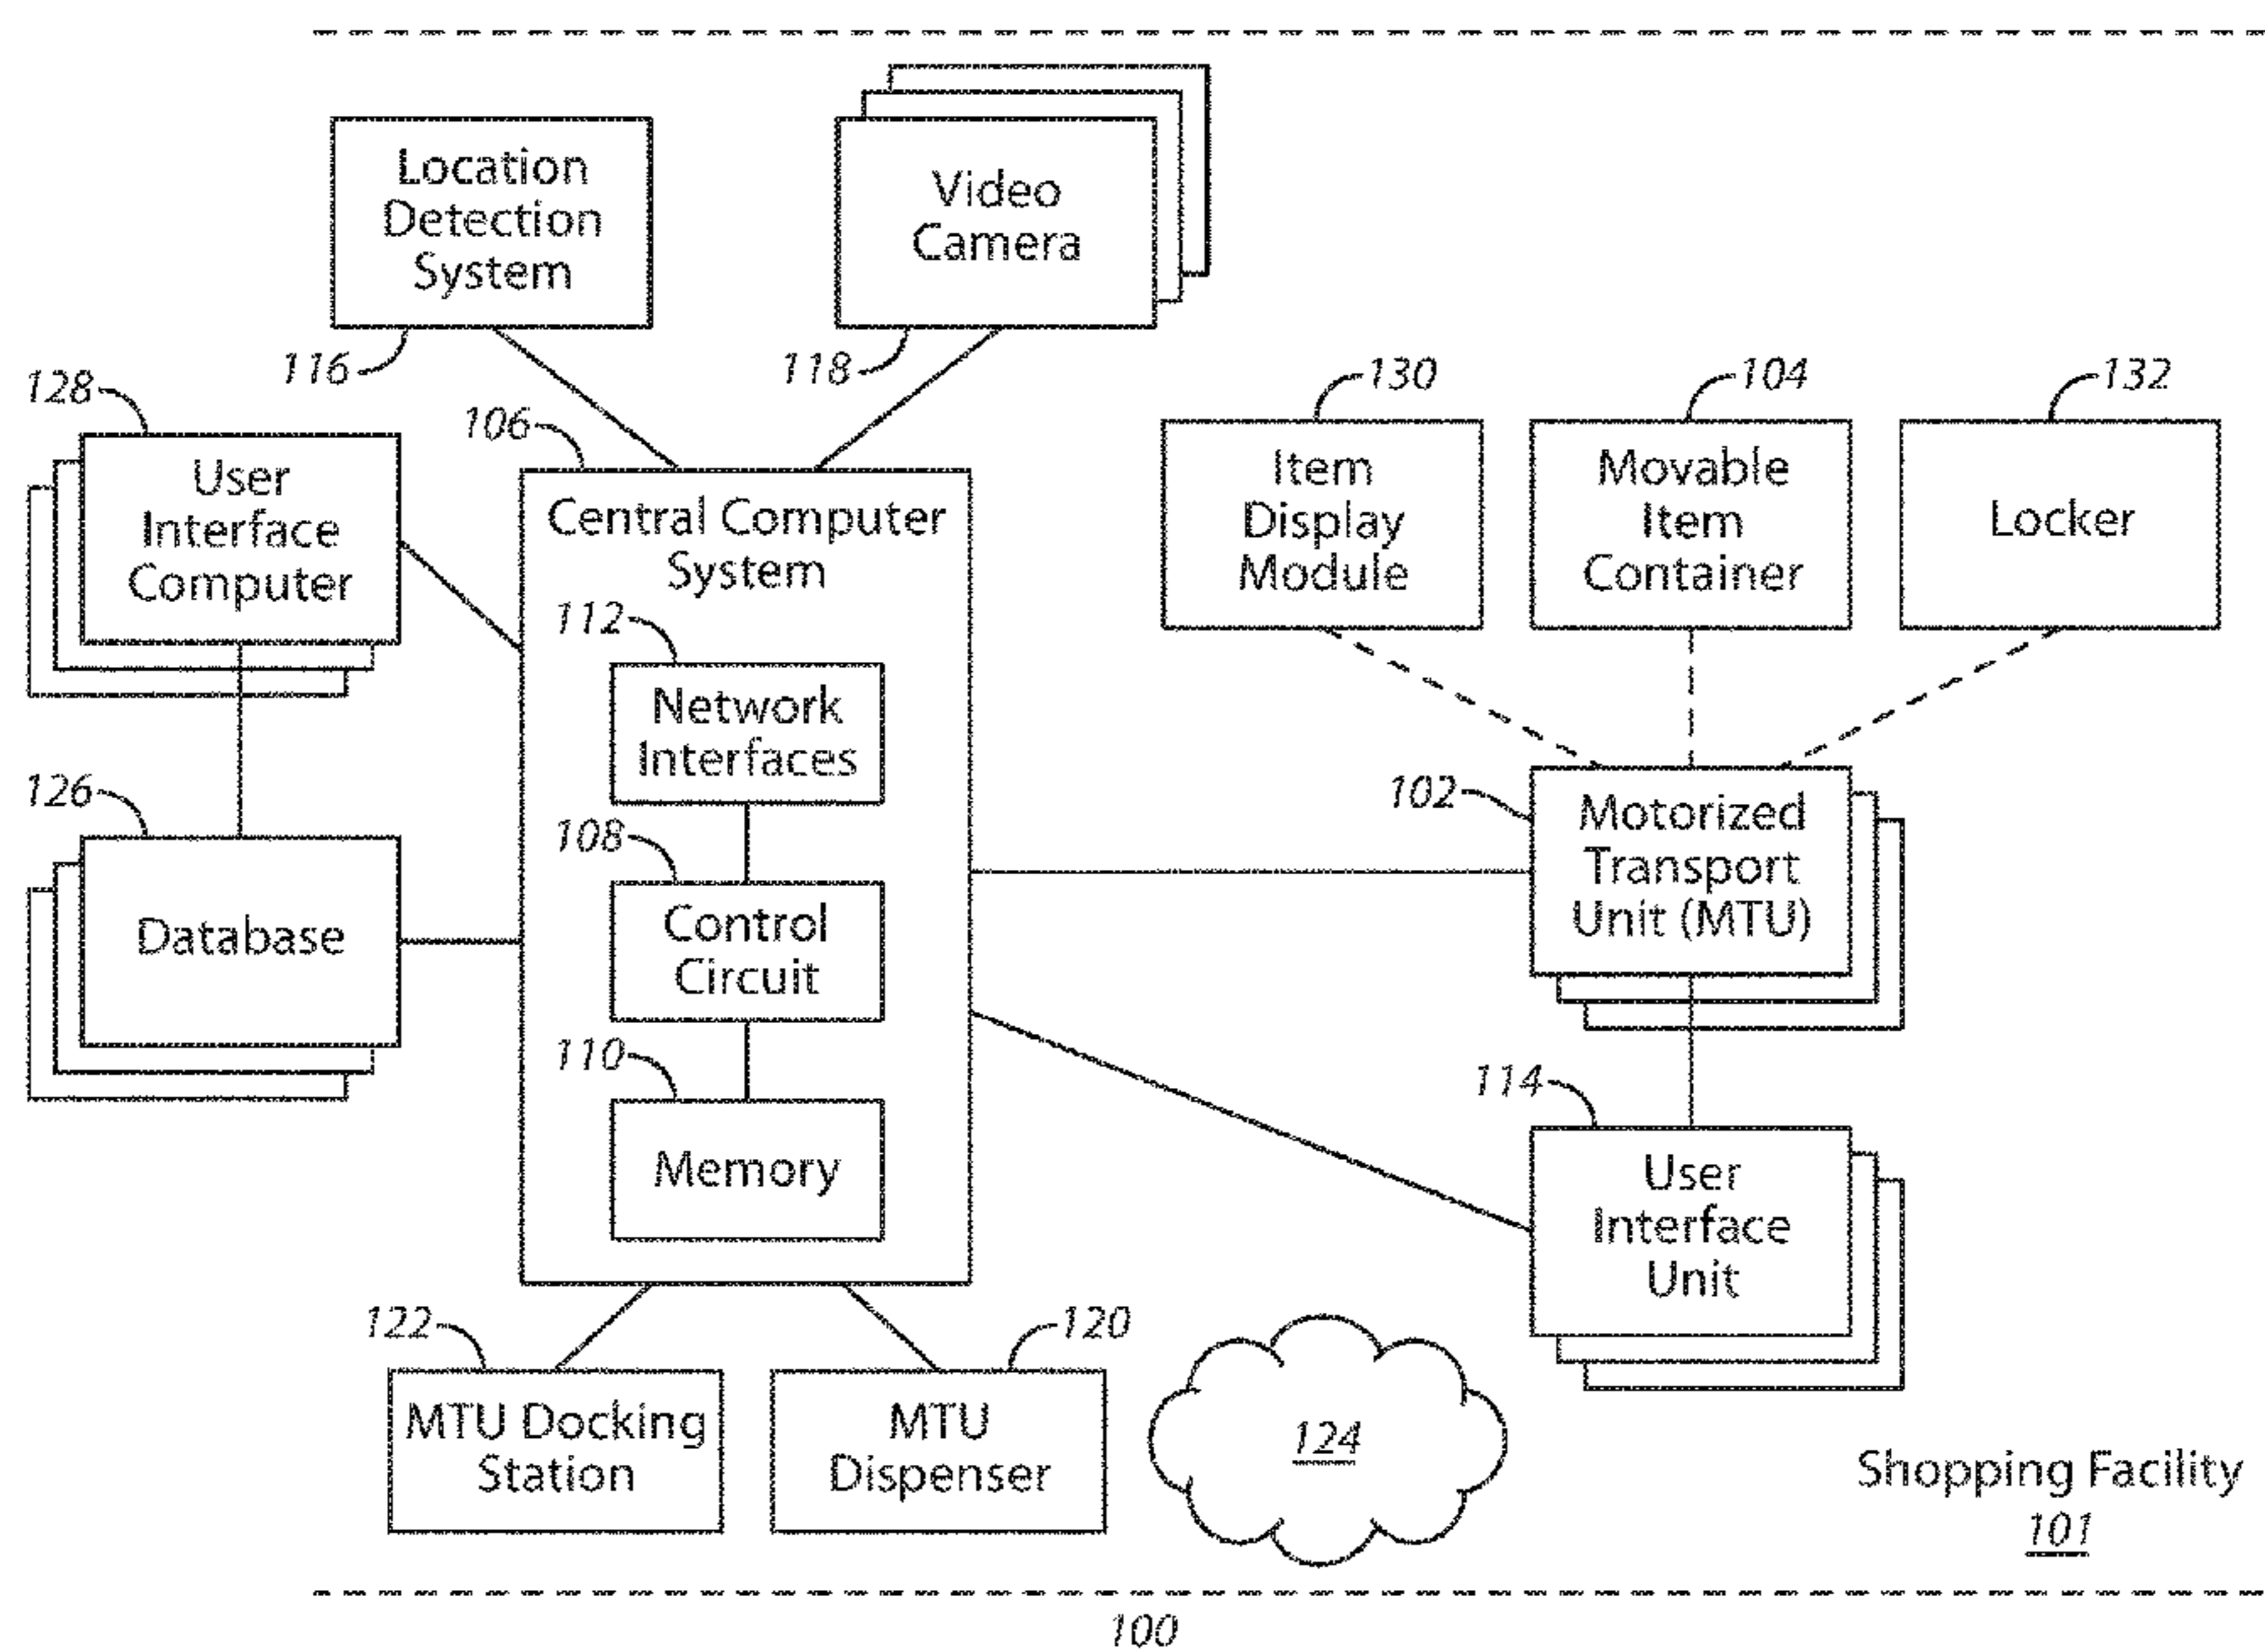 Location
Detection
System
116
Video
Camera
118
128
User
Interface
Computer
106
Central Computer
System
130
Item
Display
Module
104
Movable
Item
Container
132
Locker
112
Network
Interfaces
126
Database
108
Control
Circuit
102
Motorized
Transport
Unit (MTU)
110
Memory
114
User
Interface
Unit
122
MTU Docking
Station
120
MTU
Dispenser
124
Shopping Facility
101
100